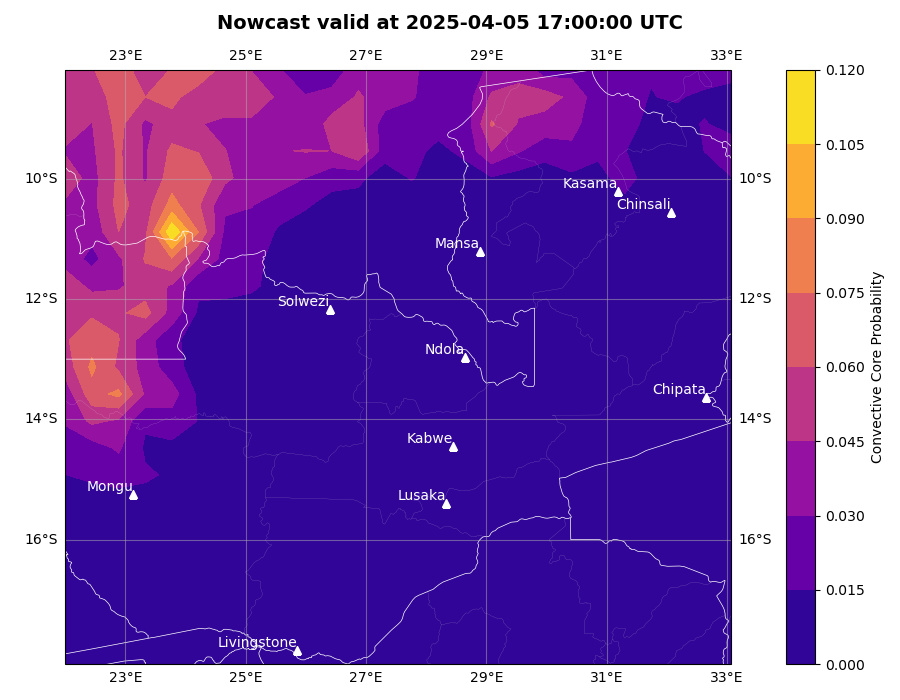 Nowcast valid at 2025-04-05 17:00:00 UTC
23°E 25°E 27°E 29°E 31°E 33°E
0.120
0.105
10°S 10°S
Kasama
Chinsali
0.090
Mansa
0.075
12°S 12°S
Solwezi
Ndola
0.060
Chipata
14°S 14°S
0.045
Kabwe
Mongu
Lusaka
0.030
16°S 16°S
0.015
Livingstone
0.000
23°E 25°E 27°E 29°E 31°E 33°E
Convective Core Probability